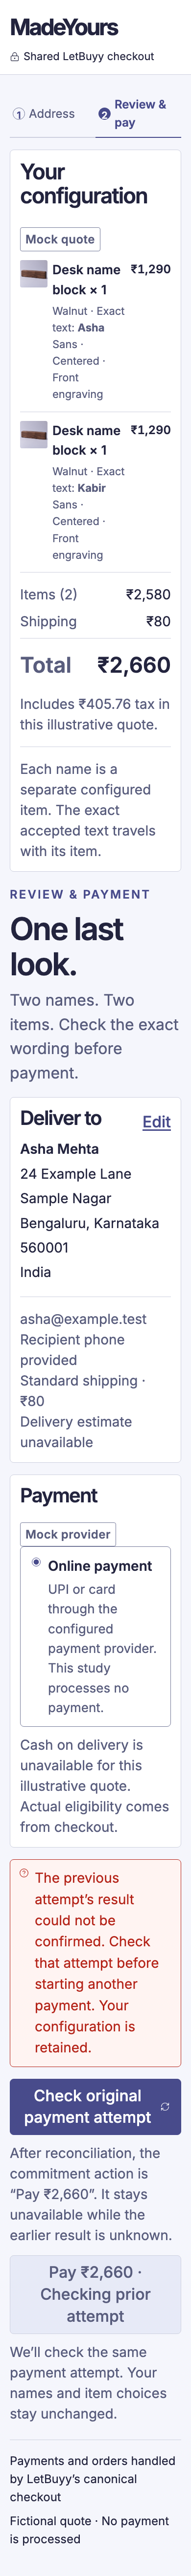 MadeYours
Shared LetBuyy checkout
1 Address
2 Review &
pay
Your
configuration
Mock quote
Desk name ₹1,290
block × 1
Walnut · Exact
text: Asha
Sans ·
Centered ·
Front
engraving
Desk name ₹1,290
block × 1
Walnut · Exact
text: Kabir
Sans ·
Centered ·
Front
engraving
Items (2) ₹2,580
Shipping ₹80
Total ₹2,660
Includes ₹405.76 tax in
this illustrative quote.
Each name is a
separate configured
item. The exact
accepted text travels
with its item.
REVIEW & PAYMENT
One last
look.
Two names. Two
items. Check the exact
wording before
payment.
Deliver to Edit
Asha Mehta
24 Example Lane
Sample Nagar
Bengaluru, Karnataka
560001
India
asha@example.test
Recipient phone
provided
Standard shipping ·
₹80
Delivery estimate
unavailable
Payment
Mock provider
Online payment
UPI or card
through the
configured
payment provider.
This study
processes no
payment.
Cash on delivery is
unavailable for this
illustrative quote.
Actual eligibility comes
from checkout.
The previous
attempt’s result
could not be
confirmed. Check
that attempt before
starting another
payment. Your
configuration is
retained.
Check original
payment attempt
After reconciliation, the
commitment action is
“Pay ₹2,660”. It stays
unavailable while the
earlier result is unknown.
Pay ₹2,660 ·
Checking prior
attempt
We’ll check the same
payment attempt. Your
names and item choices
stay unchanged.
Payments and orders handled
by LetBuyy’s canonical
checkout
Fictional quote · No payment
is processed